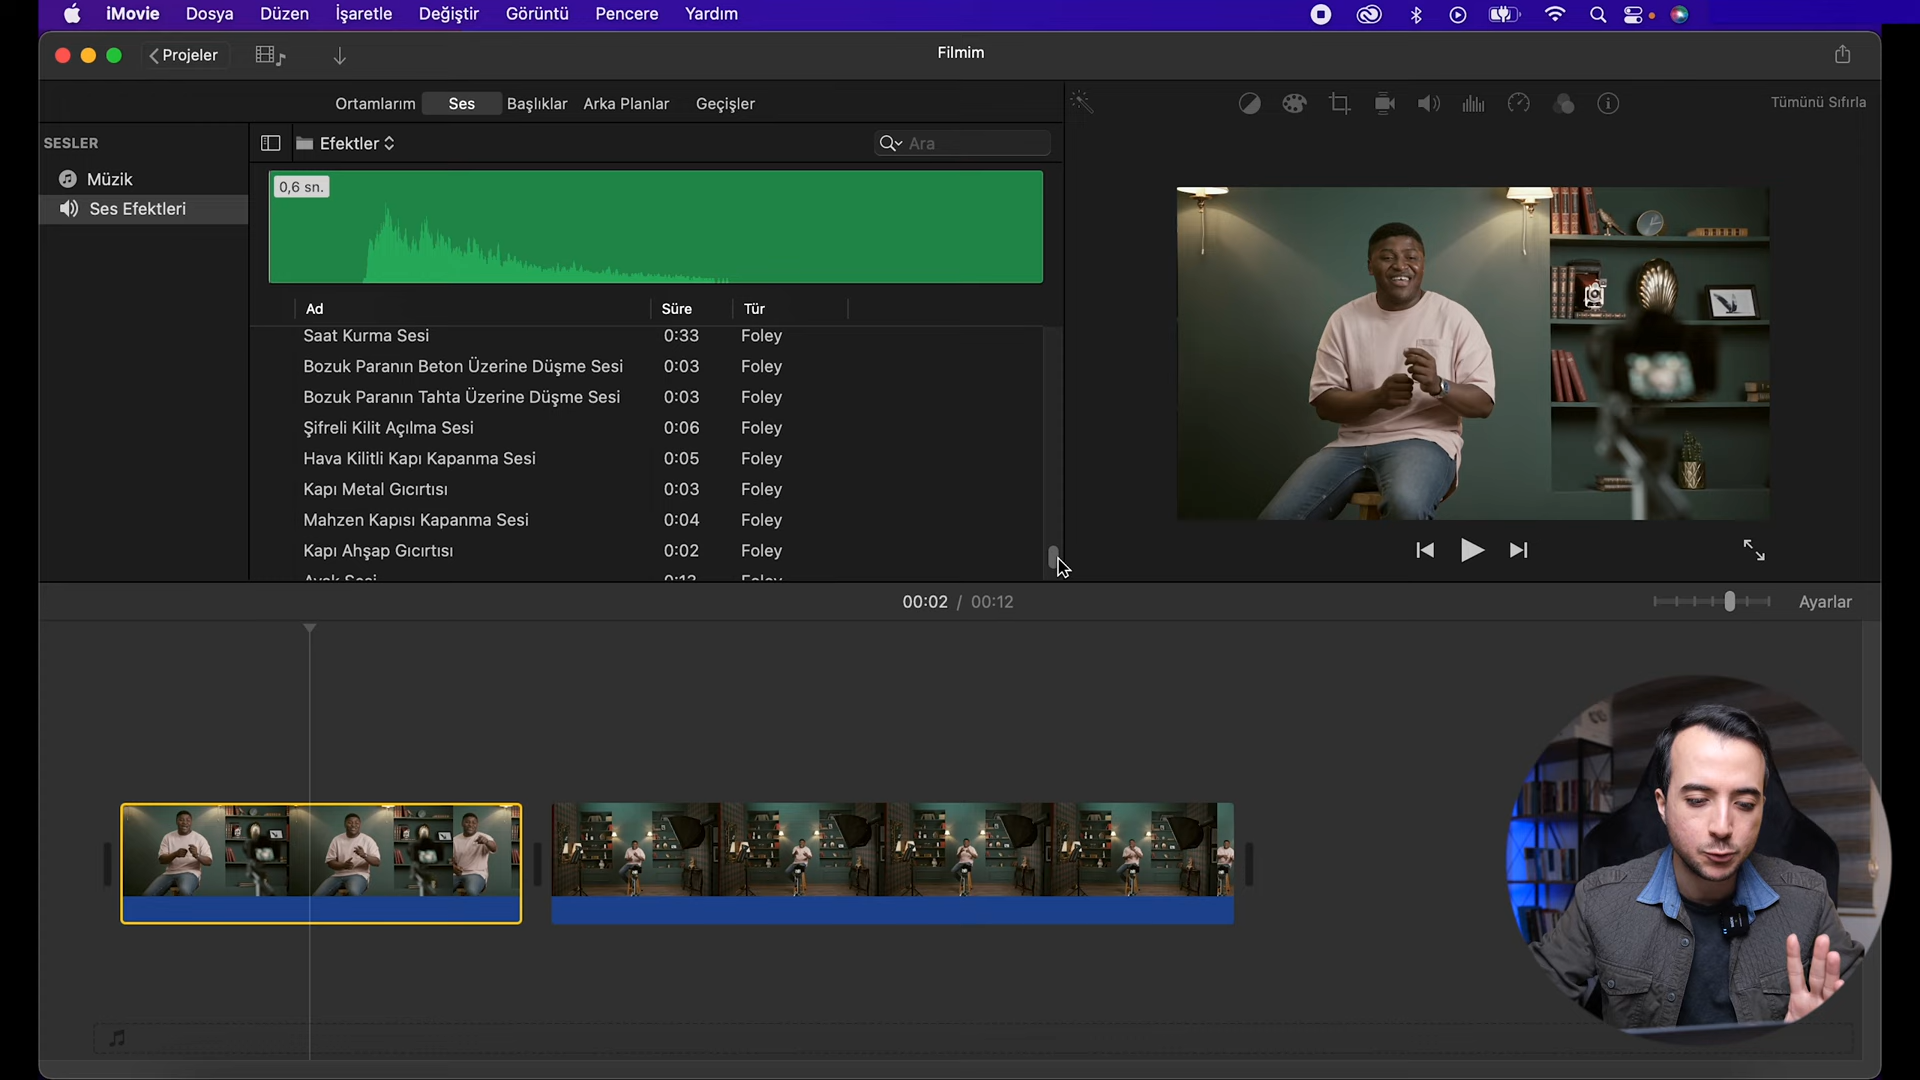 iMovie Dosya Düzen İşaretle Değiştir Görüntü Pencere Yardım
Projeler
Filmim
Ortamlarım Ses Başlıklar Arka Planlar Geçişler
Tümünü Sıfırla
SESLER
Müzik
Ses Efektleri
Efektler
Ara
0,6 sn.
Ad Süre Tür
Saat Kurma Sesi 0:33 Foley
Bozuk Paranın Beton Üzerine Düşme Sesi 0:03 Foley
Bozuk Paranın Tahta Üzerine Düşme Sesi 0:03 Foley
Şifreli Kilit Açılma Sesi 0:06 Foley
Hava Kilitli Kapı Kapanma Sesi 0:05 Foley
Kapı Metal Gıcırtısı 0:03 Foley
Mahzen Kapısı Kapanma Sesi 0:04 Foley
Kapı Ahşap Gıcırtısı 0:02 Foley
00:02 / 00:12
Ayarlar